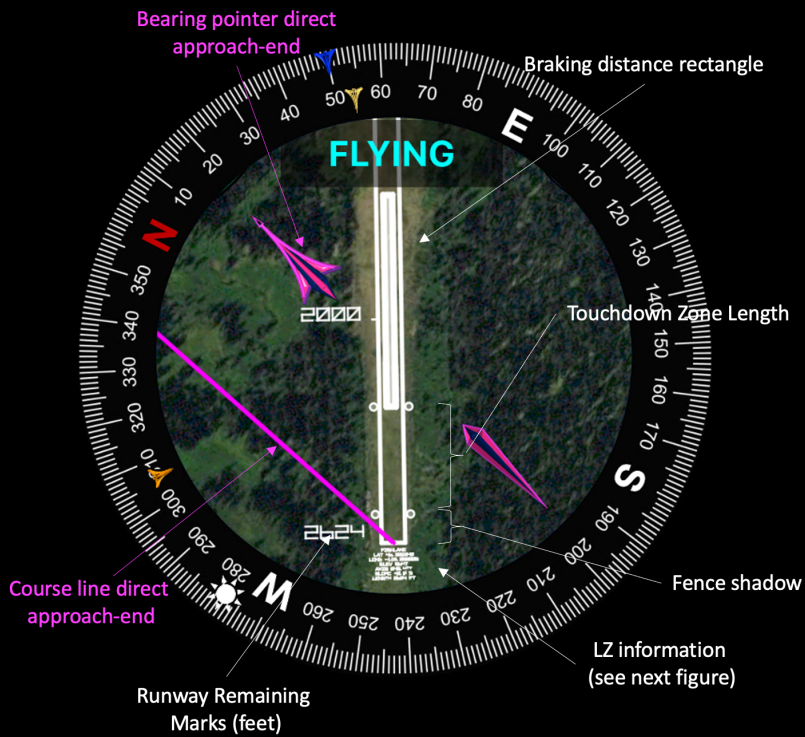 Bearing pointer direct
approach-end
Braking distance rectangle
FLYING
N
10
20
30
40
50
60
70
80
E
100
110
120
130
140
150
160
170
S
190
200
210
220
230
240
250
260
W
280
290
300
310
320
330
340
350
2000
Touchdown Zone Length
2624
Course line direct
approach-end
Fence shadow
LZ information
(see next figure)
Runway Remaining
Marks (feet)